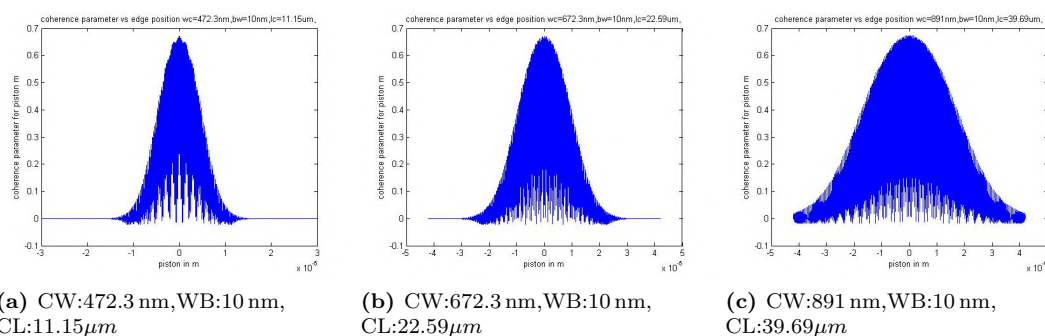 coherence parameter vs edge position wc=472.3nm,bw=10nm,lc=11.15um,
0.7
0.6
0.5
0.4
0.3
0.2
0.1
0
-0.1
coherence parameter for piston m
-3 -2 -1 0 1 2 3
piston in m
x 10
coherence parameter vs edge position wc=672.3nm,bw=10nm,lc=22.59um,
0.7
0.6
0.5
0.4
0.3
0.2
0.1
0
-0.1
coherence parameter for piston m
-5 -4 -3 -2 -1 0 1 2 3 4 5
piston in m
x 10
coherence parameter vs edge position wc=891nm,bw=10nm,lc=39.69um,
0.7
0.6
0.5
0.4
0.3
0.2
0.1
0
-0.1
coherence parameter for piston m
-5 -4 -3 -2 -1 0 1 2 3 4
piston in m
x 10
(a) CW:472.3 nm,WB:10 nm,
CL:11.15μm
(b) CW:672.3 nm,WB:10 nm,
CL:22.59μm
(c) CW:891 nm,WB:10 nm,
CL:39.69μm